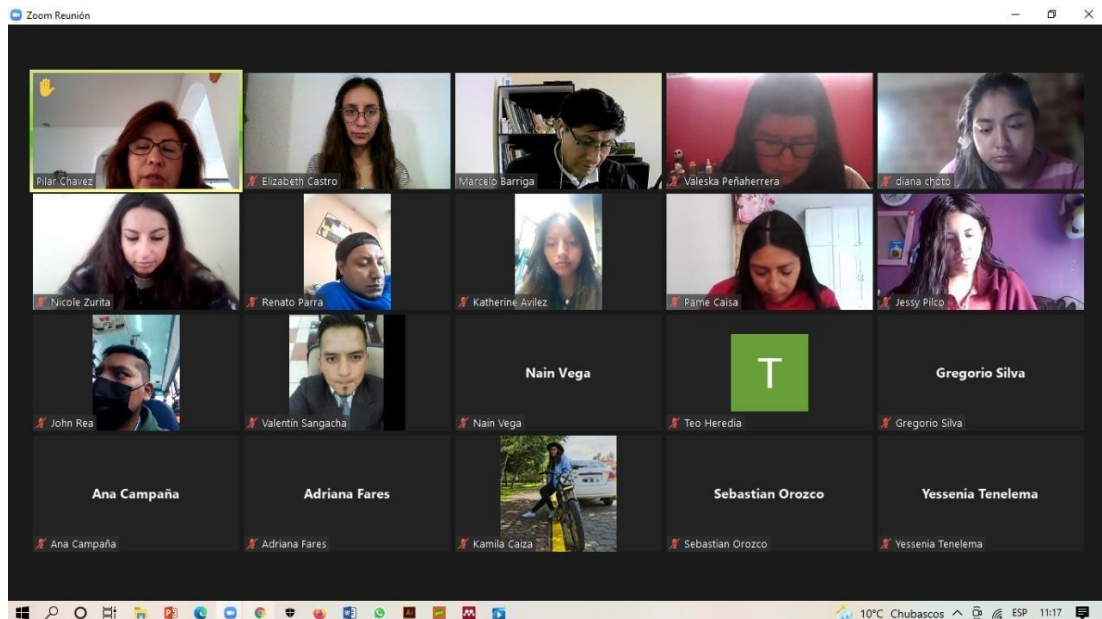 Zoom Reunión
Pilar Chavez
Elizabeth Castro
Marcelo Barriga
Valeska Peñaherrera
diana choto
Nicole Zurita
Renato Parra
Katherine Avilez
Pame Caisa
Jessy Pilco
John Rea
Valentín Sangacha
Nain Vega
Nain Vega
T
Teo Heredia
Gregorio Silva
Gregorio Silva
Ana Campaña
Ana Campaña
Adriana Fares
Adriana Fares
Kamila Caiza
Sebastian Orozco
Sebastian Orozco
Yessenia Tenelema
Yessenia Tenelema
10°C Chubascos ESP 11:17